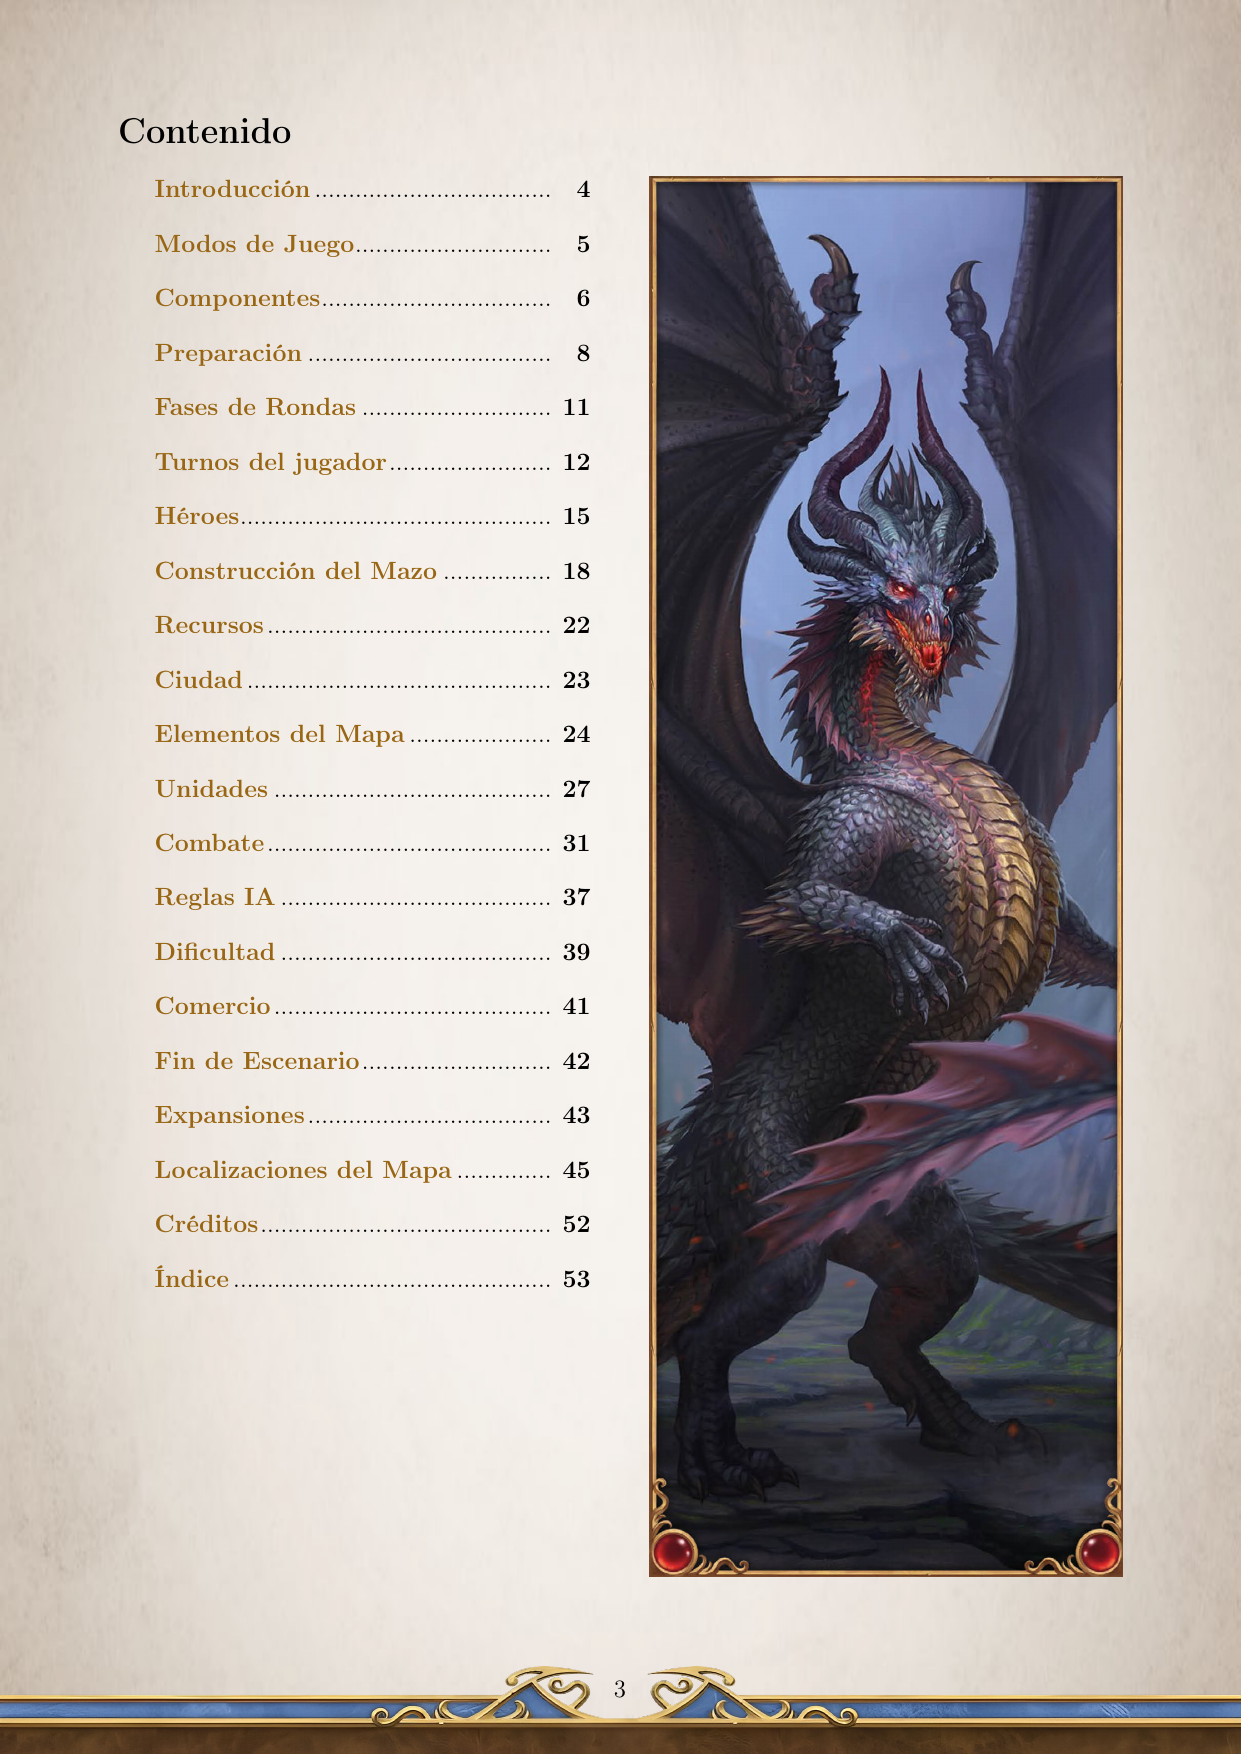 Contenido
Introducción 4
Modos de Juego 5
Componentes 6
Preparación 8
Fases de Rondas 11
Turnos del jugador 12
Héroes 15
Construcción del Mazo 18
Recursos 22
Ciudad 23
Elementos del Mapa 24
Unidades 27
Combate 31
Reglas IA 37
Dificultad 39
Comercio 41
Fin de Escenario 42
Expansiones 43
Localizaciones del Mapa 45
Créditos 52
Índice 53
3